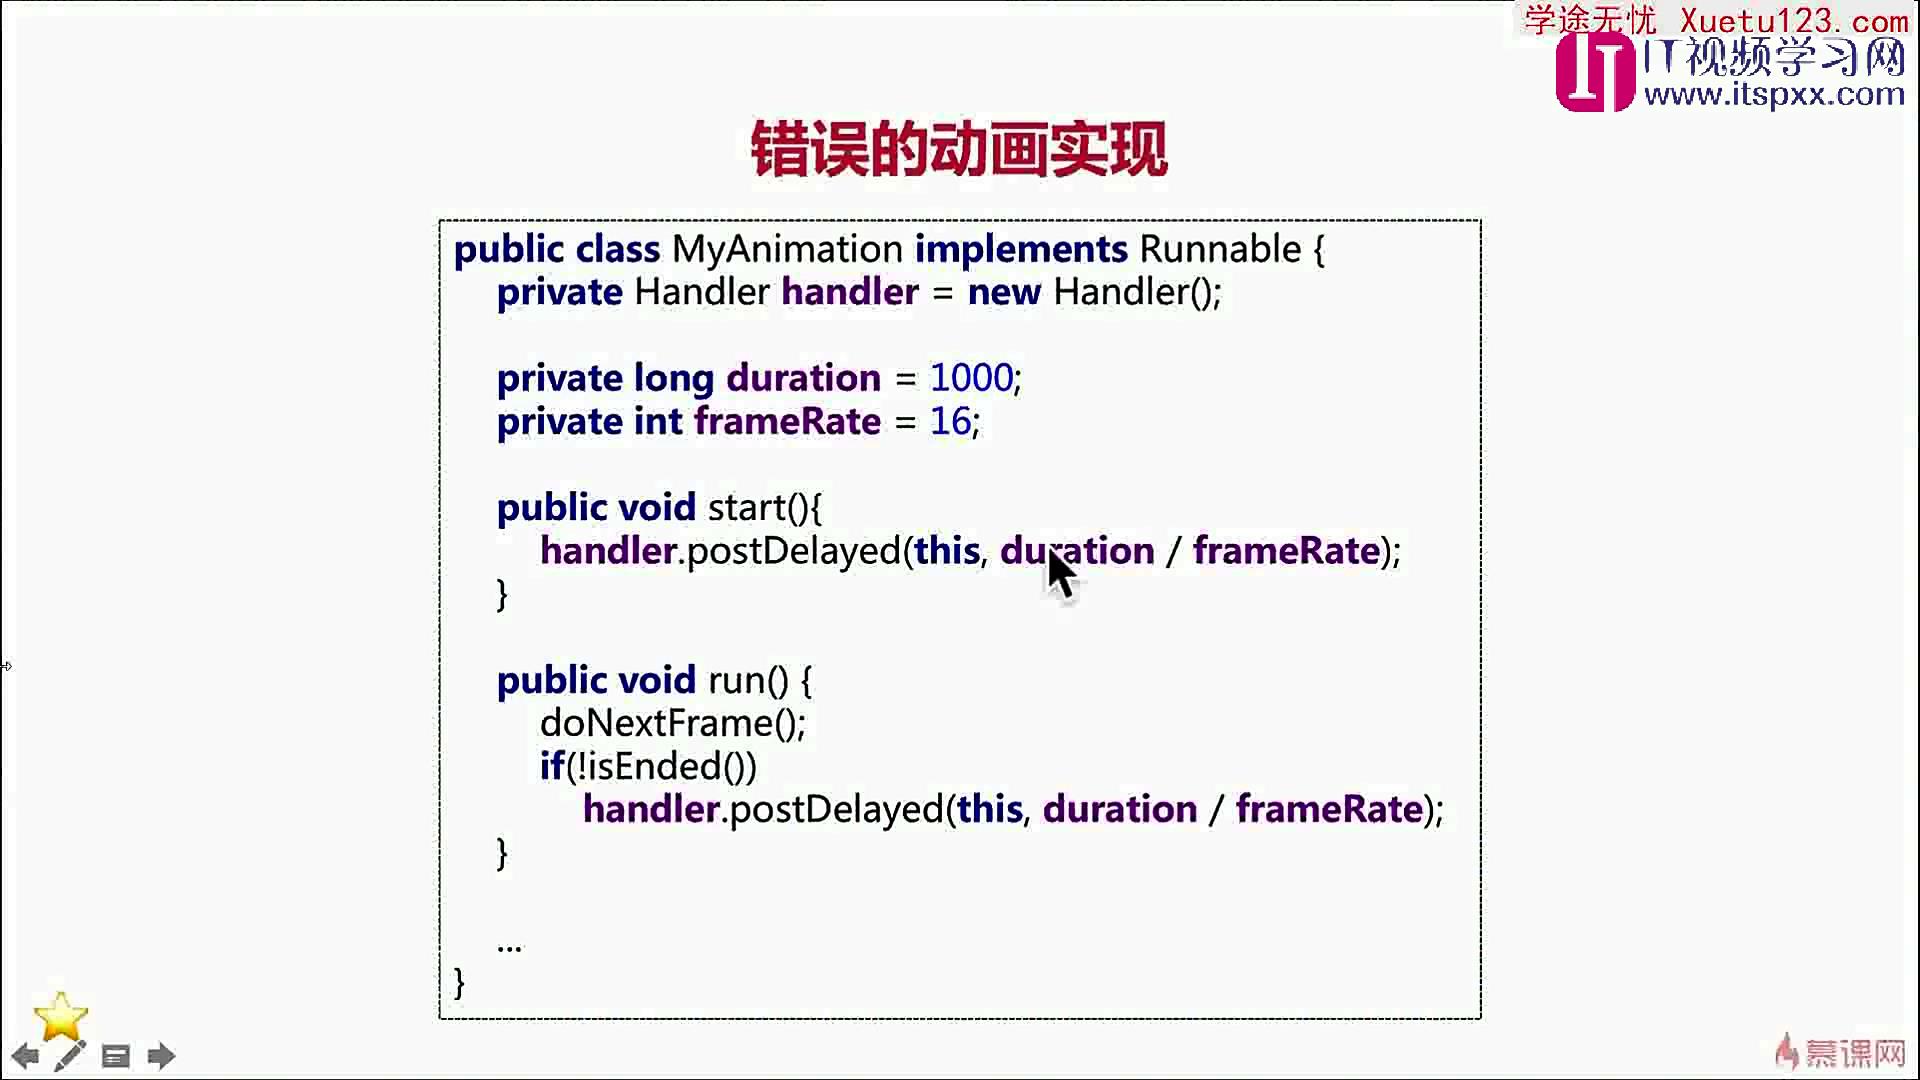 学途无忧 Xuetu123.com
IT视频学习网
www.itspxx.com
错误的动画实现
public class MyAnimation implements Runnable {
private Handler handler = new Handler();
private long duration = 1000;
private int frameRate = 16;
public void start(){
handler.postDelayed(this, duration / frameRate);
}
public void run() {
doNextFrame();
if(!isEnded())
handler.postDelayed(this, duration / frameRate);
}
...
}
慕课网